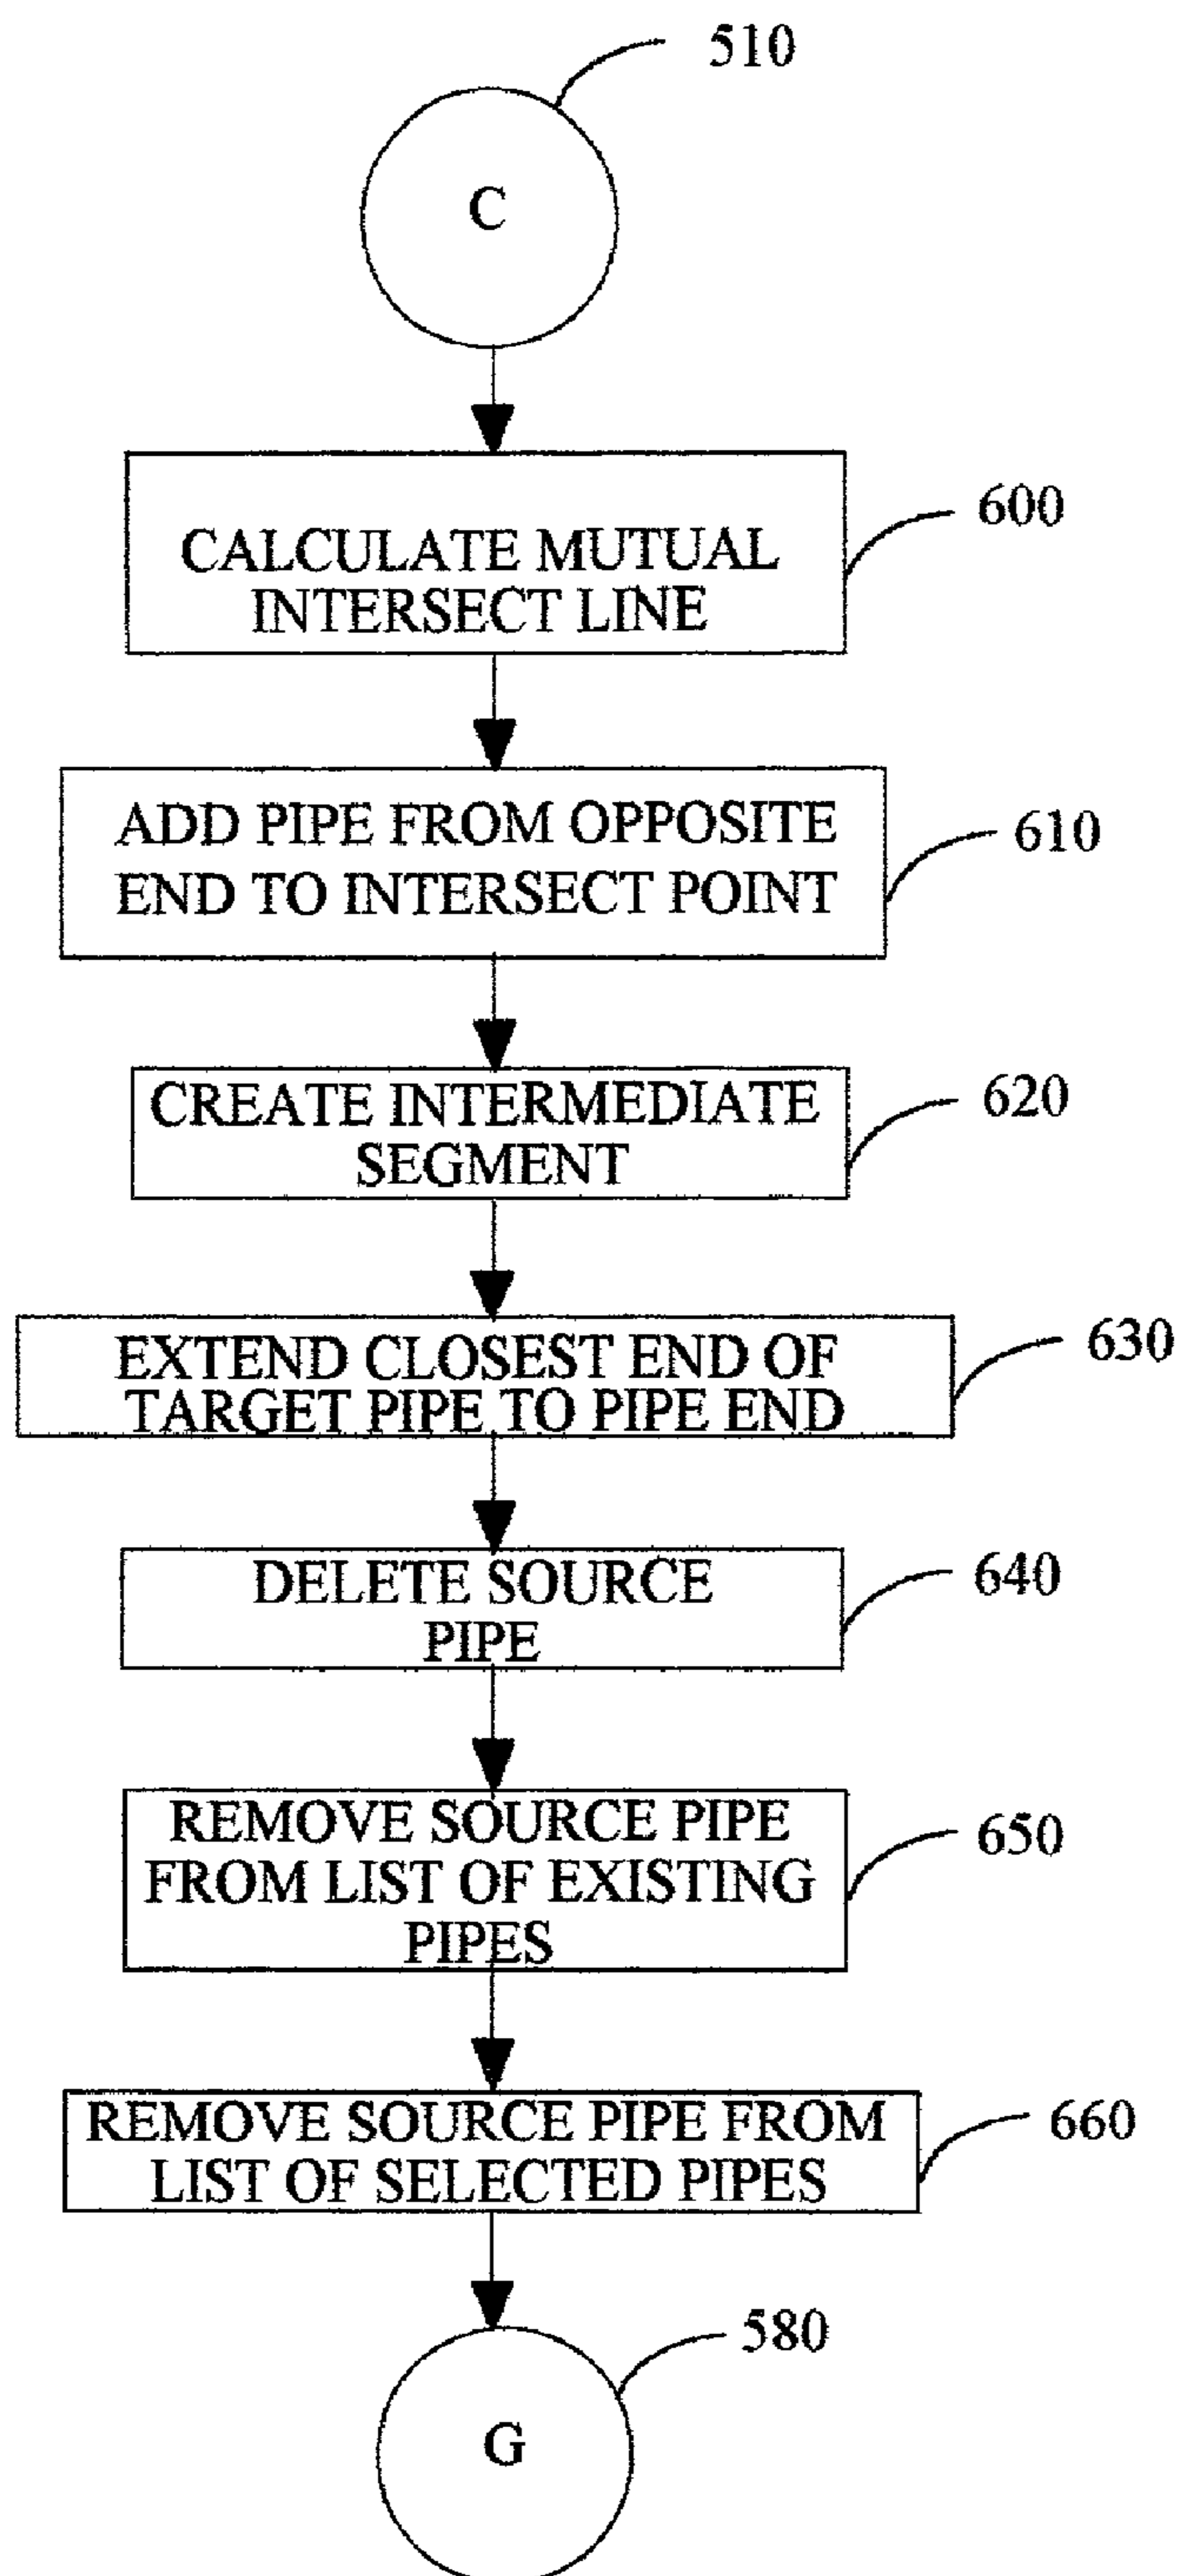 510
C
CALCULATE MUTUAL
INTERSECT LINE
600
ADD PIPE FROM OPPOSITE
END TO INTERSECT POINT
610
CREATE INTERMEDIATE
SEGMENT
620
EXTEND CLOSEST END OF
TARGET PIPE TO PIPE END
630
DELETE SOURCE
PIPE
640
REMOVE SOURCE PIPE
FROM LIST OF EXISTING
PIPES
650
REMOVE SOURCE PIPE FROM
LIST OF SELECTED PIPES
660
580
G